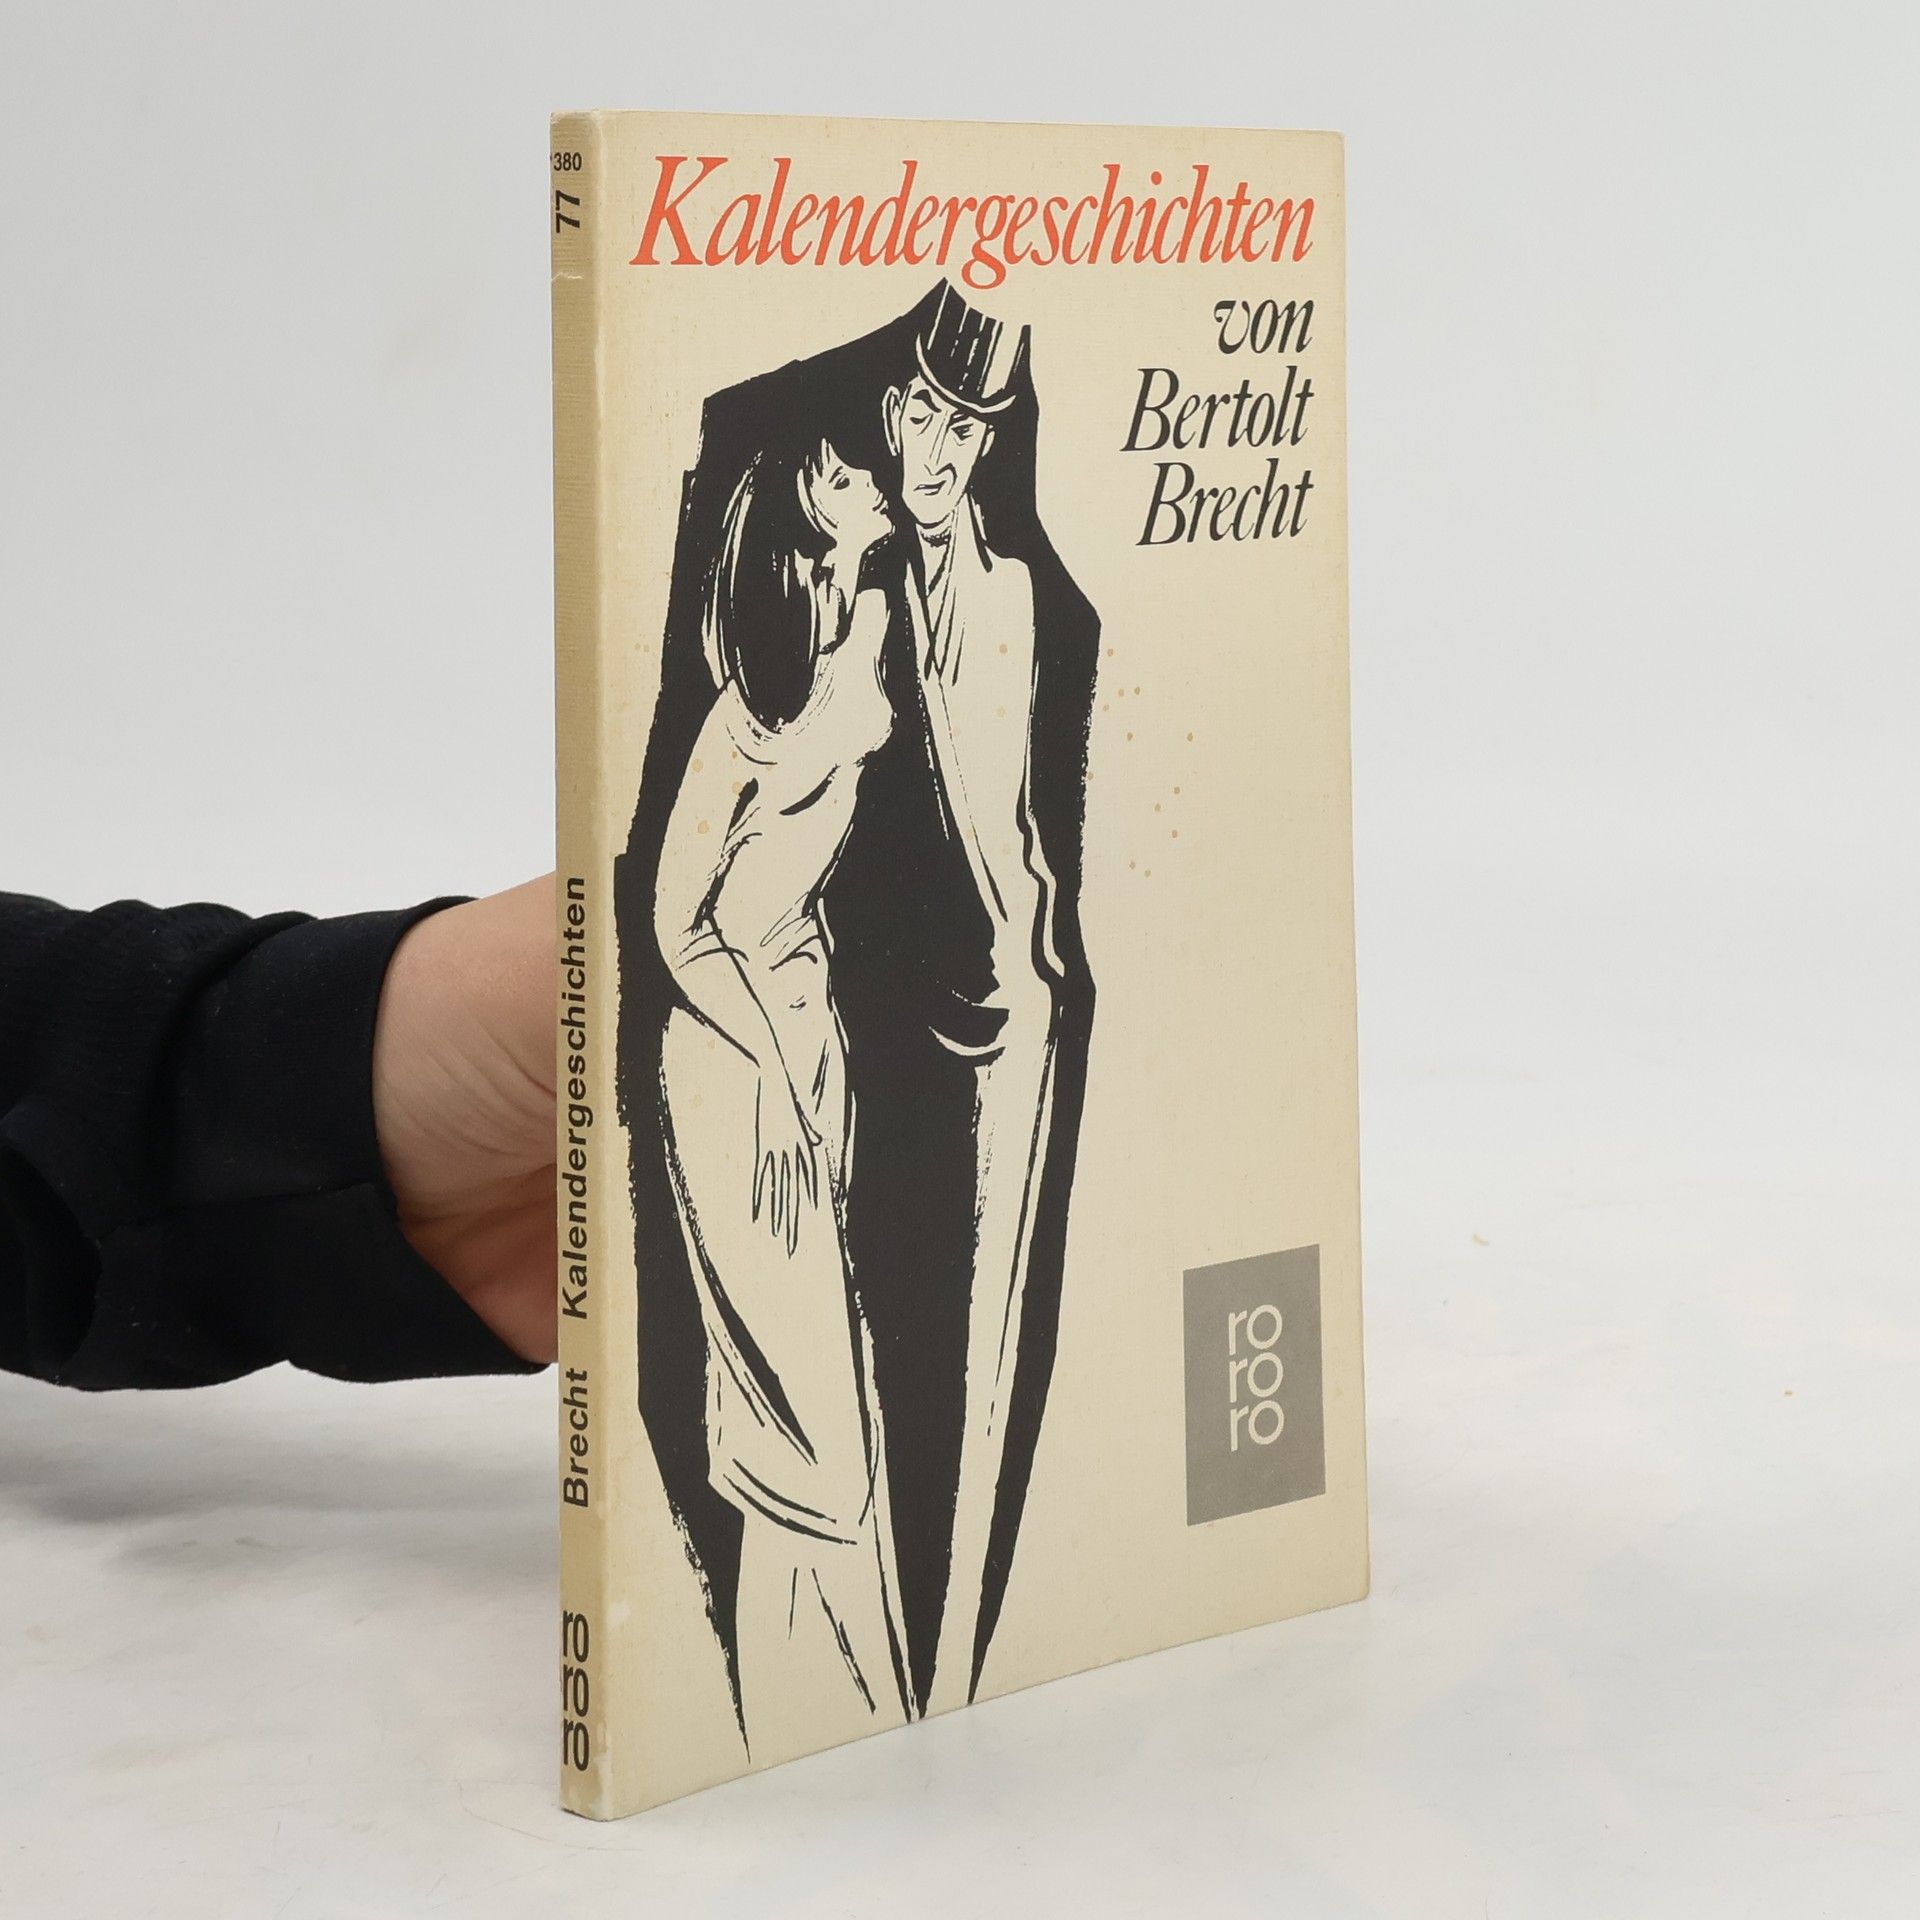 Kalendergeschichten
von
Bertolt
Brecht
ro
ro
ro
380
77
Brecht Kalendergeschichten
ro
ro
ro